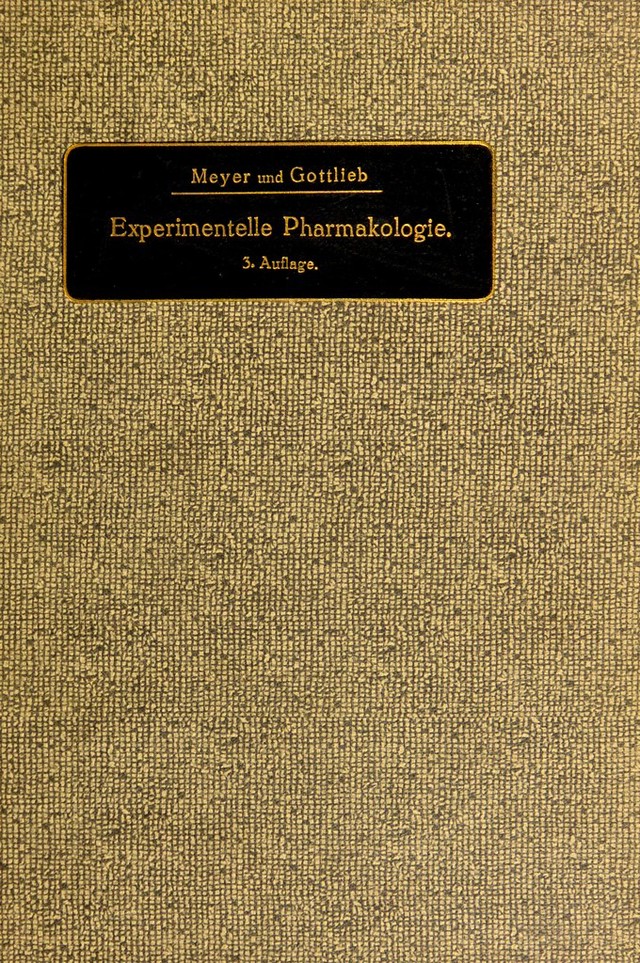 Meyer und Gottlieb
Experimentelle Pharmakologie.
3. Auflage.